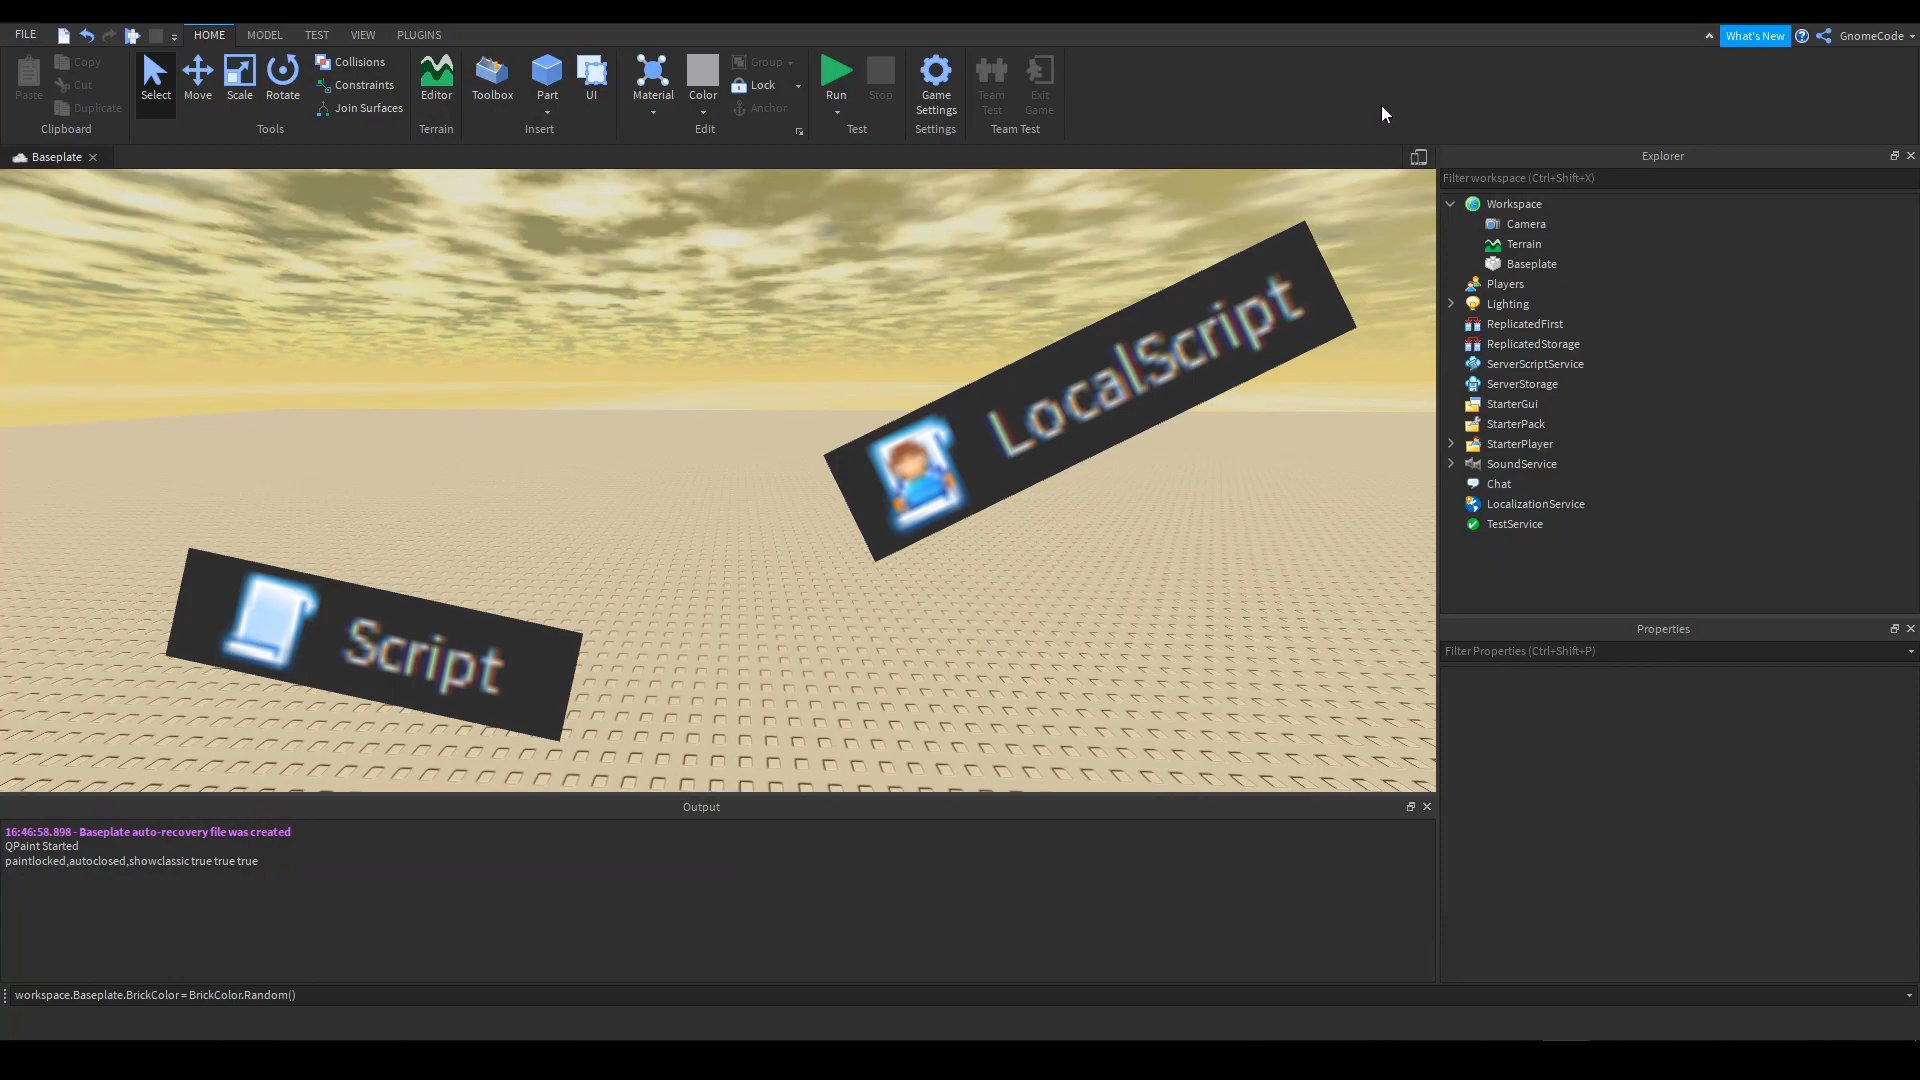 FILE
HOME
MODEL
TEST
VIEW
PLUGINS
What's New
GnomeCode
Paste
Copy
Cut
Duplicate
Clipboard
Select
Move
Scale
Rotate
Collisions
Constraints
Join Surfaces
Tools
Editor
Terrain
Toolbox
Part
UI
Insert
Material
Color
Group
Lock
Anchor
Edit
Run
Stop
Test
Game
Settings
Settings
Team
Test
Exit
Game
Team Test
Baseplate
LocalScript
Script
Explorer
Filter workspace (Ctrl+Shift+X)
Workspace
Camera
Terrain
Baseplate
Players
Lighting
ReplicatedFirst
ReplicatedStorage
ServerScriptService
ServerStorage
StarterGui
StarterPack
StarterPlayer
SoundService
Chat
LocalizationService
TestService
Properties
Filter Properties (Ctrl+Shift+P)
Output
16:46:58.898 - Baseplate auto-recovery file was created
QPaint Started
paintlocked,autoclosed,showclassic true true true
workspace.Baseplate.BrickColor = BrickColor.Random()